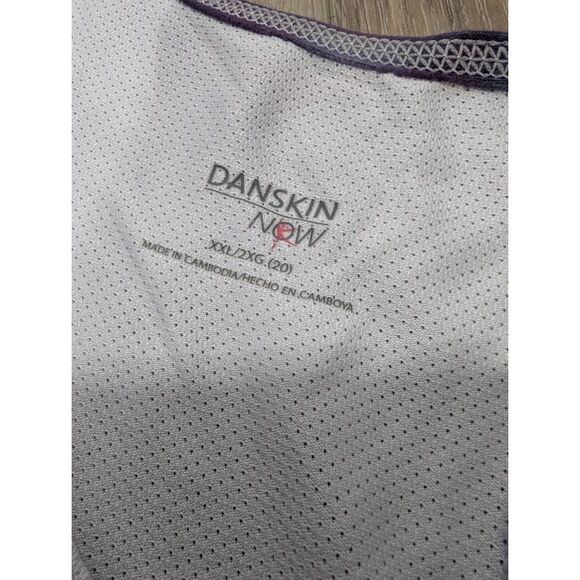 DANSKIN
NOW
XXL/2XG (20)
MADE IN CAMBODIA/HECHO EN CAMBOYA